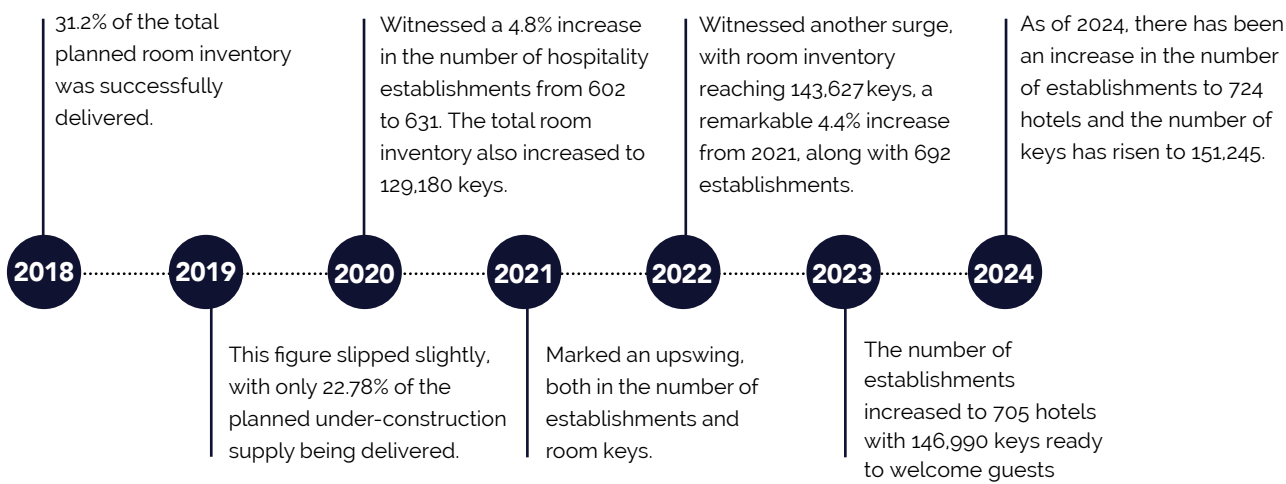 31.2% of the total
planned room inventory
was successfully
delivered.
Witnessed a 4.8% increase
in the number of hospitality
establishments from 602
to 631. The total room
inventory also increased to
129,180 keys.
Witnessed another surge,
with room inventory
reaching 143,627 keys, a
remarkable 4.4% increase
from 2021, along with 692
establishments.
As of 2024, there has been
an increase in the number
of establishments to 724
hotels and the number of
keys has risen to 151,245.
2018
2019
2020
2021
2022
2023
2024
This figure slipped slightly,
with only 22.78% of the
planned under-construction
supply being delivered.
Marked an upswing,
both in the number of
establishments and
room keys.
The number of
establishments
increased to 705 hotels
with 146,990 keys ready
to welcome guests